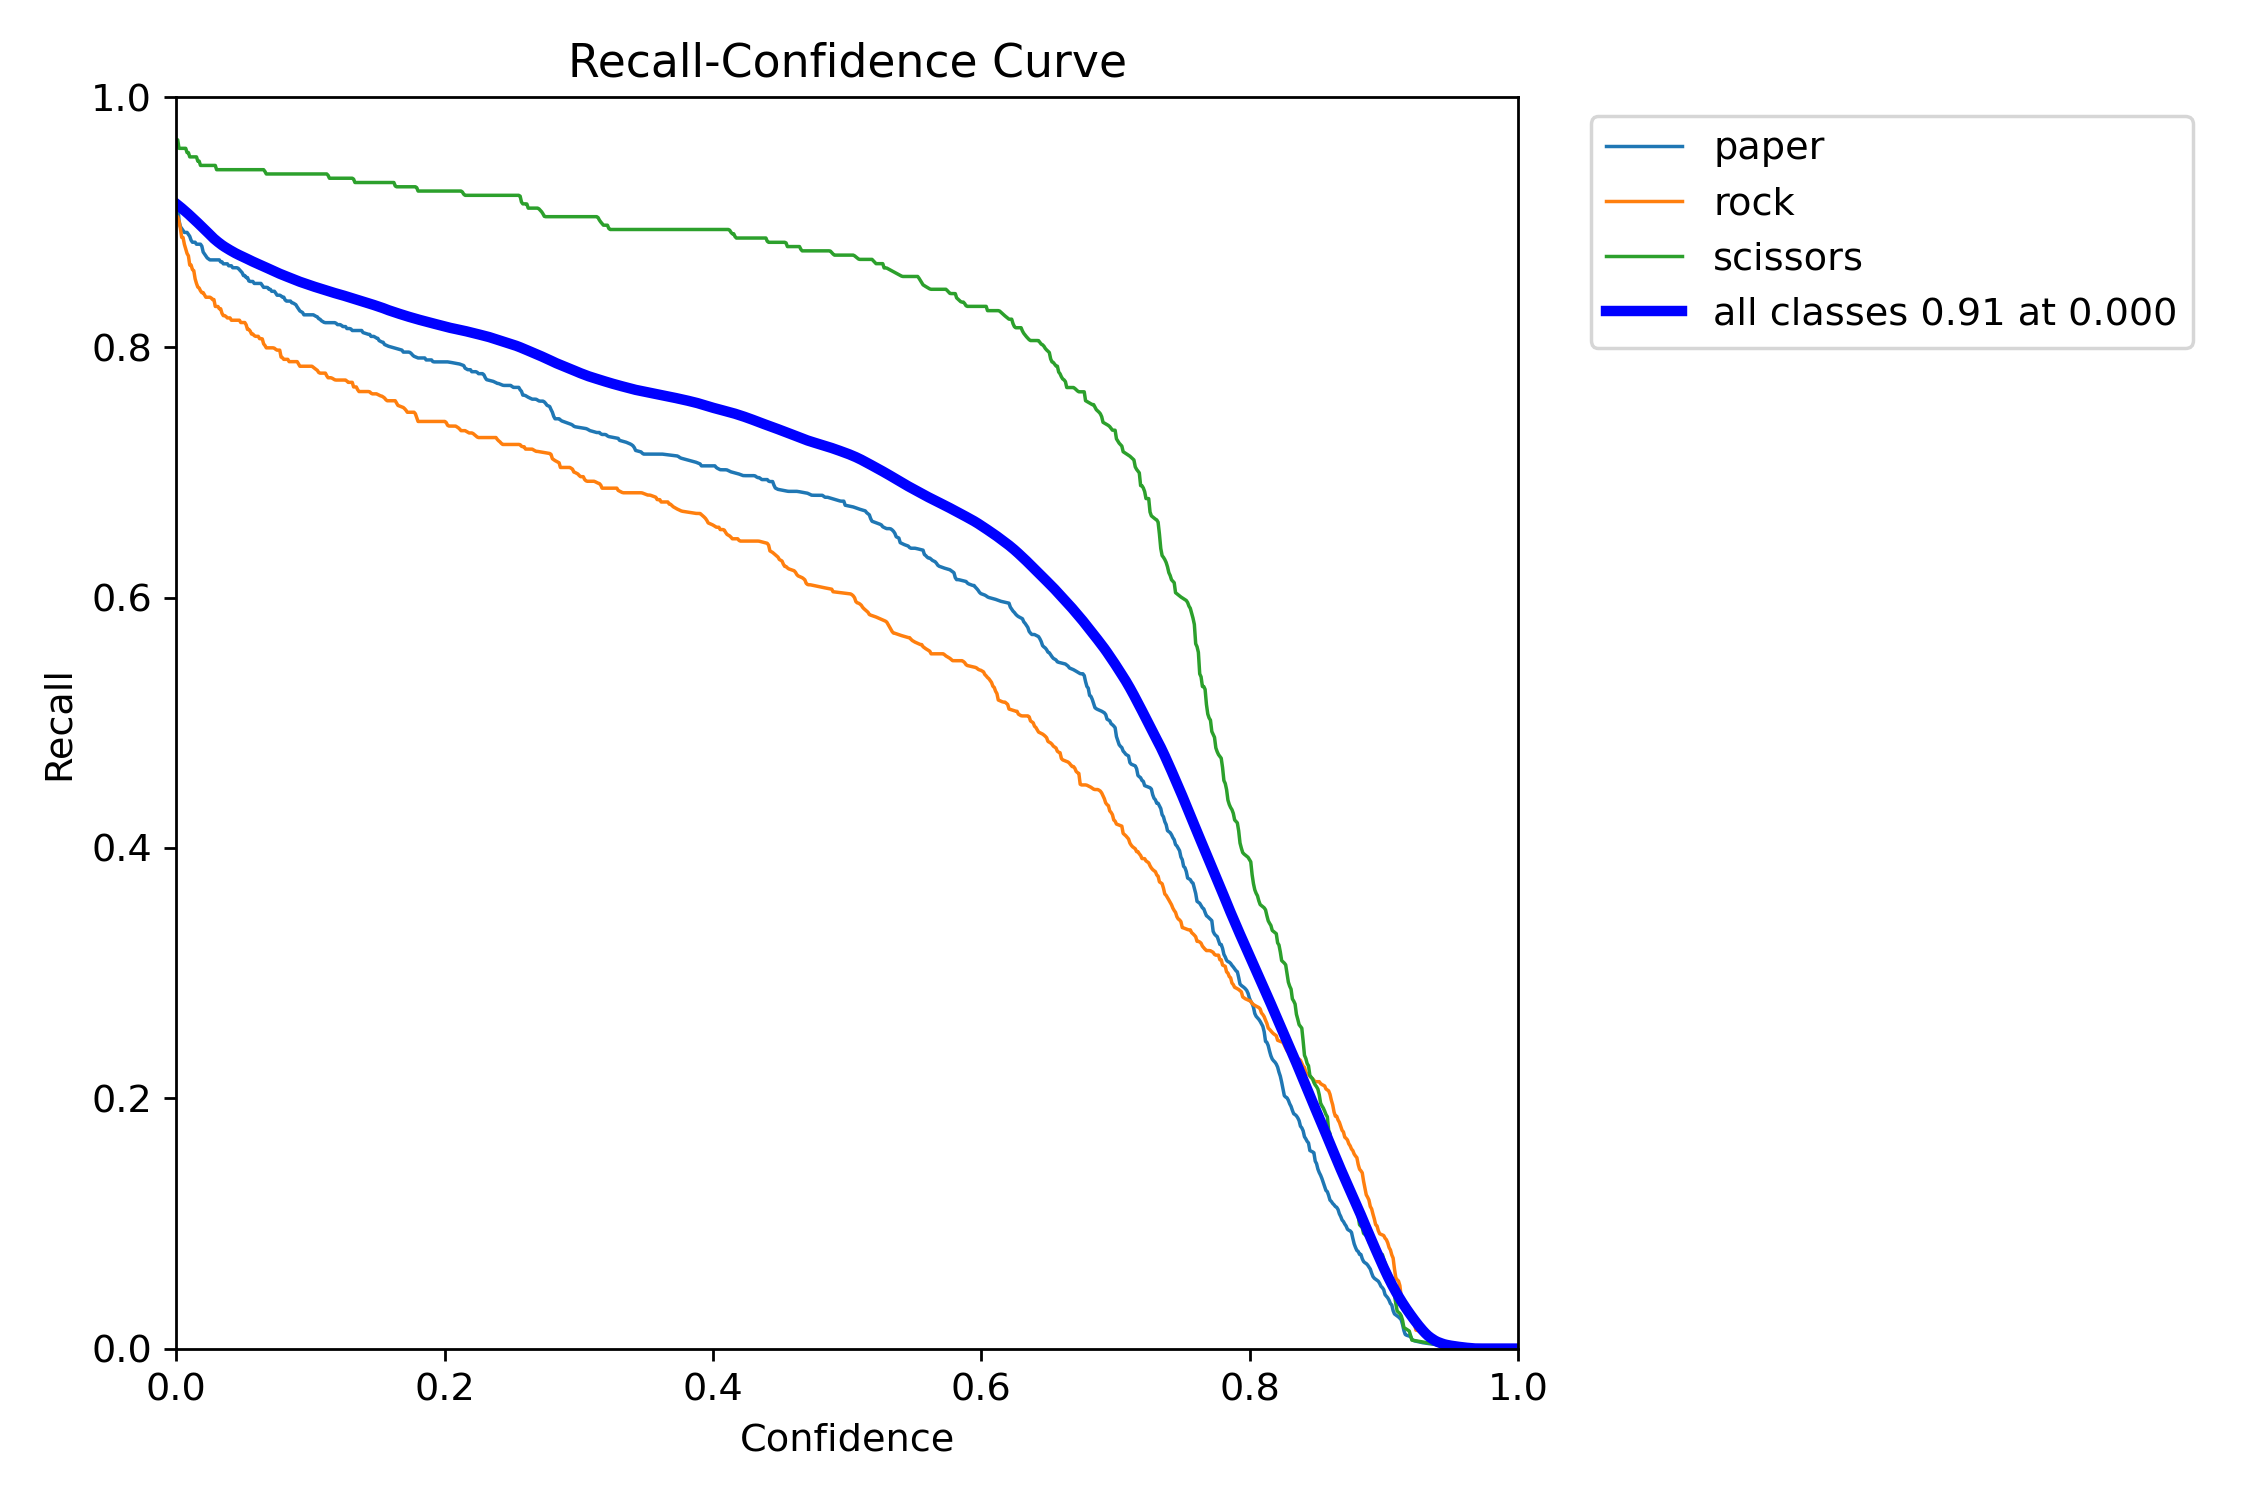 Recall-Confidence Curve
1.0
0.8
0.6
0.4
0.2
0.0
Recall
0.0 0.2 0.4 0.6 0.8 1.0
Confidence
paper
rock
scissors
all classes 0.91 at 0.000